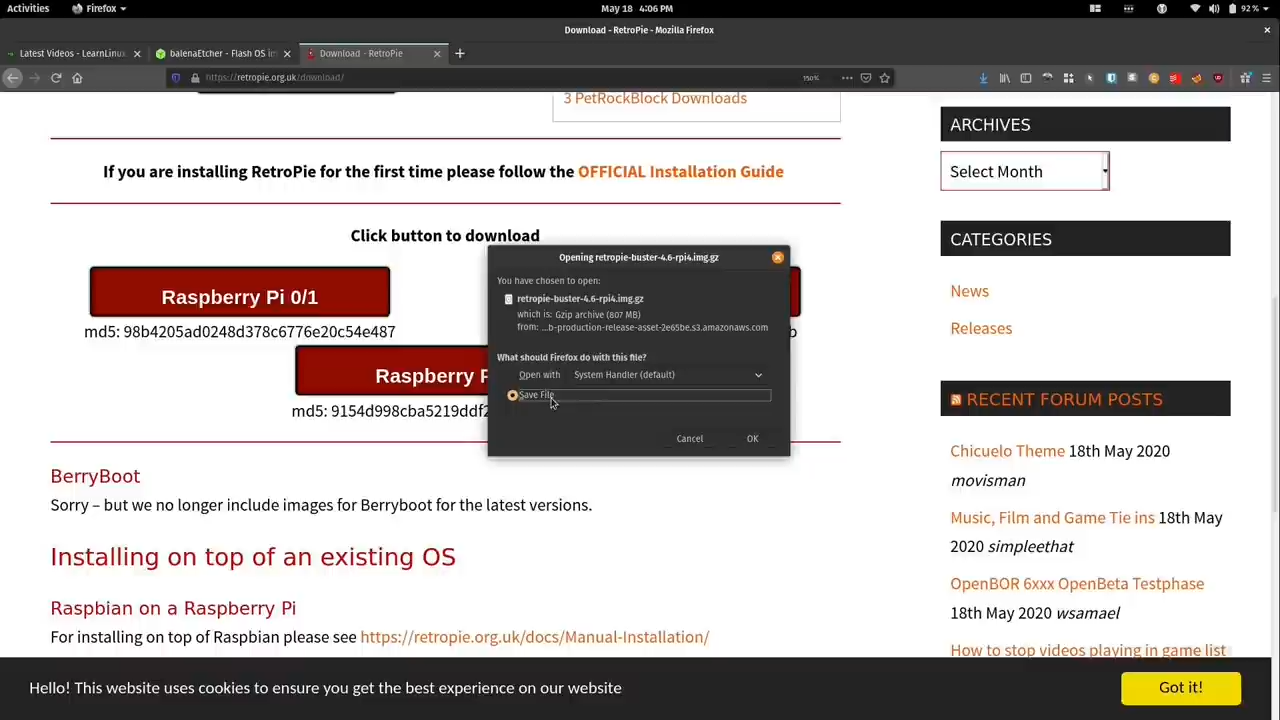 Activities
Firefox
May 18 4:06 PM
92 %
Download - RetroPie - Mozilla Firefox
Latest Videos - LearnLinux
balenaEtcher - Flash OS im
Download - RetroPie
https://retropie.org.uk/download/
150%
3 PetRockBlock Downloads
If you are installing RetroPie for the first time please follow the OFFICIAL Installation Guide
Click button to download
Raspberry Pi 0/1
md5: 98b4205ad0248d378c6776e20c54e487
b
Raspberry P
md5: 9154d998cba5219ddf2
Opening retropie-buster-4.6-rpi4.img.gz
You have chosen to open:
retropie-buster-4.6-rpi4.img.gz
which is: Gzip archive (807 MB)
from: ...b-production-release-asset-2e65be.s3.amazonaws.com
What should Firefox do with this file?
Open with System Handler (default)
Save File
Cancel
OK
BerryBoot
Sorry – but we no longer include images for Berryboot for the latest versions.
Installing on top of an existing OS
Raspbian on a Raspberry Pi
For installing on top of Raspbian please see https://retropie.org.uk/docs/Manual-Installation/
ARCHIVES
Select Month
CATEGORIES
News
Releases
RECENT FORUM POSTS
Chicuelo Theme 18th May 2020
movisman
Music, Film and Game Tie ins 18th May
2020 simpleethat
OpenBOR 6xxx OpenBeta Testphase
18th May 2020 wsamael
How to stop videos playing in game list
Hello! This website uses cookies to ensure you get the best experience on our website
Got it!